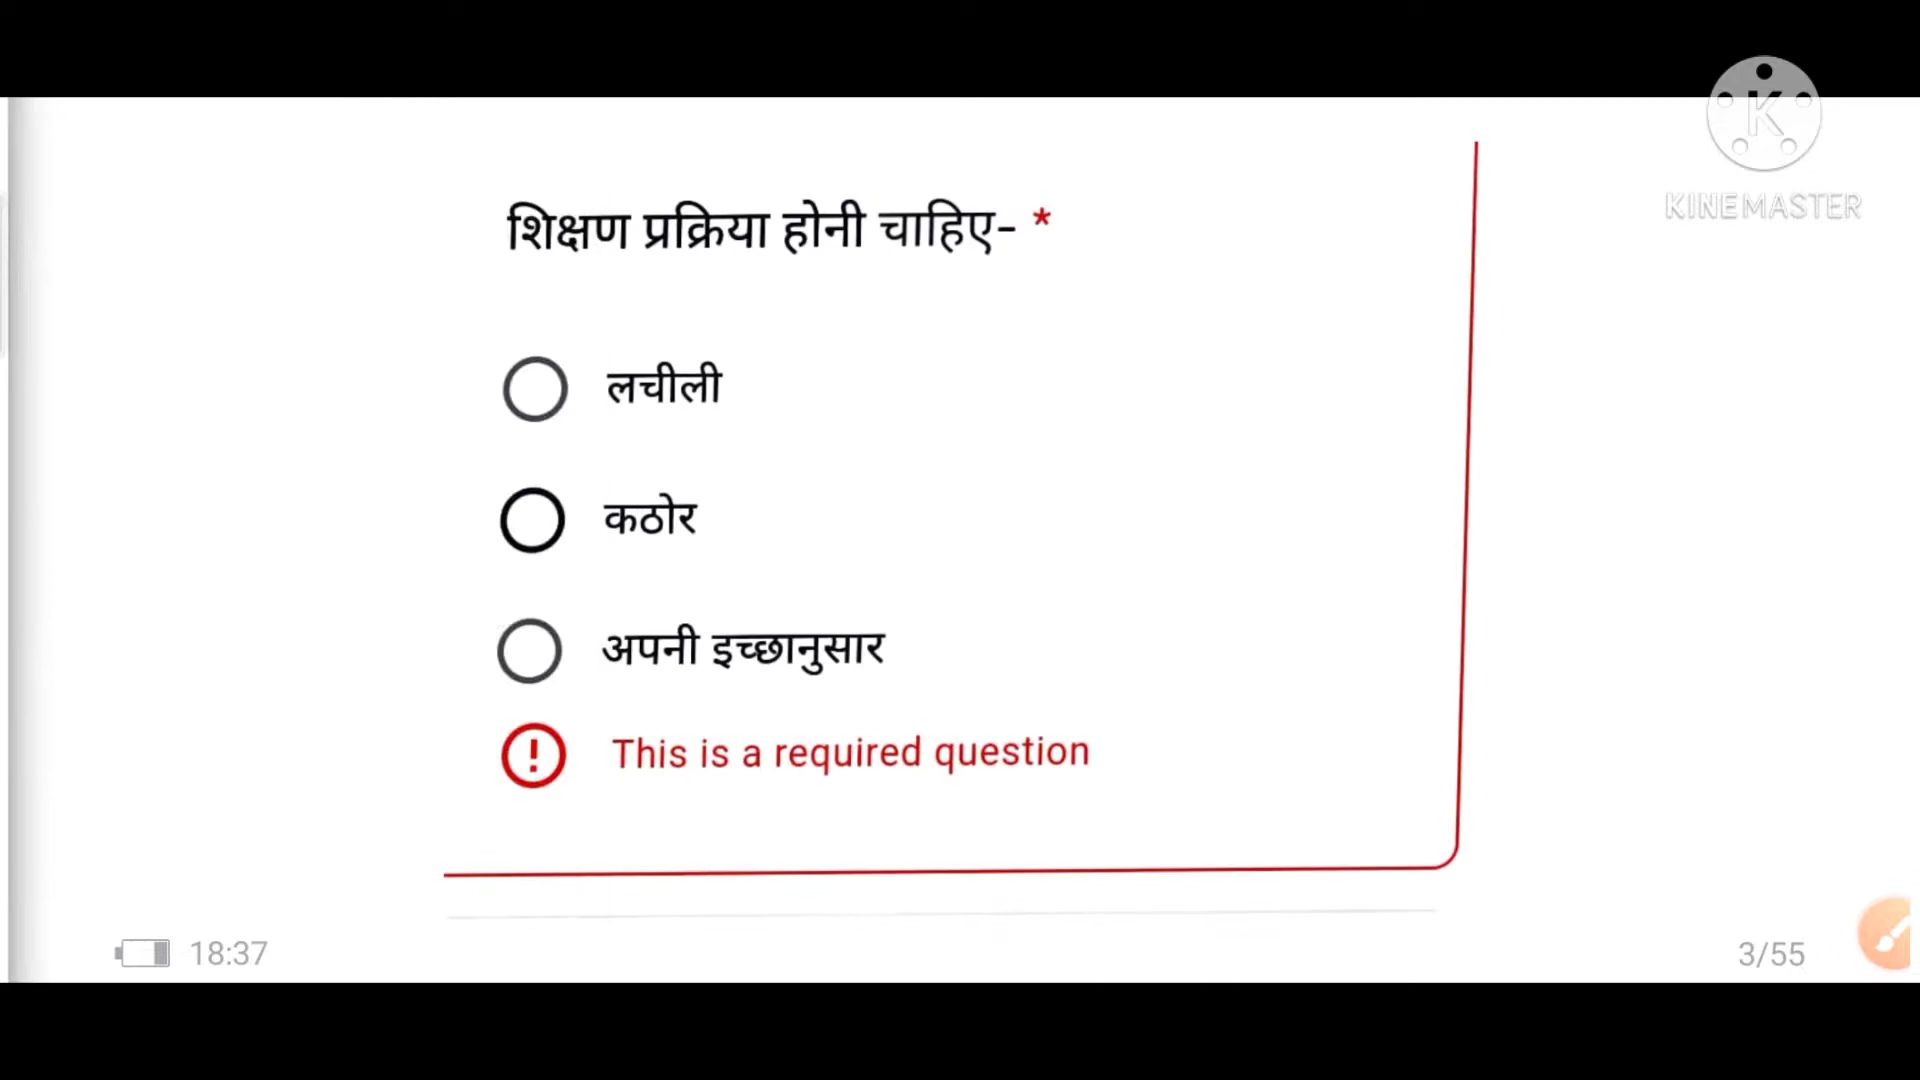 K
KINEMASTER
शिक्षण प्रक्रिया होनी चाहिए- *
लचीली
कठोर
अपनी इच्छानुसार
! This is a required question
18:37
3/55